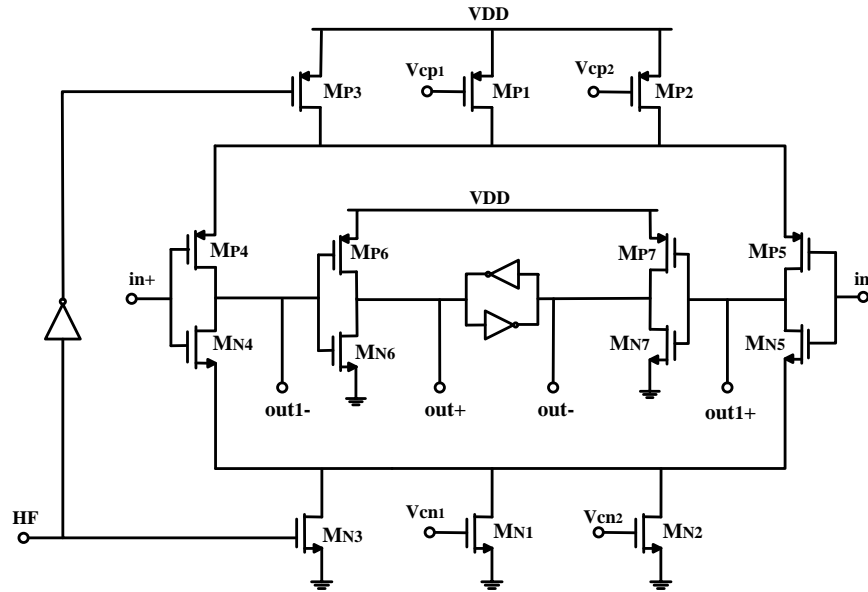 VDD
Vcp1
Vcp2
MP3
MP1
MP2
VDD
MP4
MP6
MP7
MP5
in+
in
MN4
MN6
MN7
MN5
out1-
out+
out-
out1+
HF
Vcn1
Vcn2
MN3
MN1
MN2